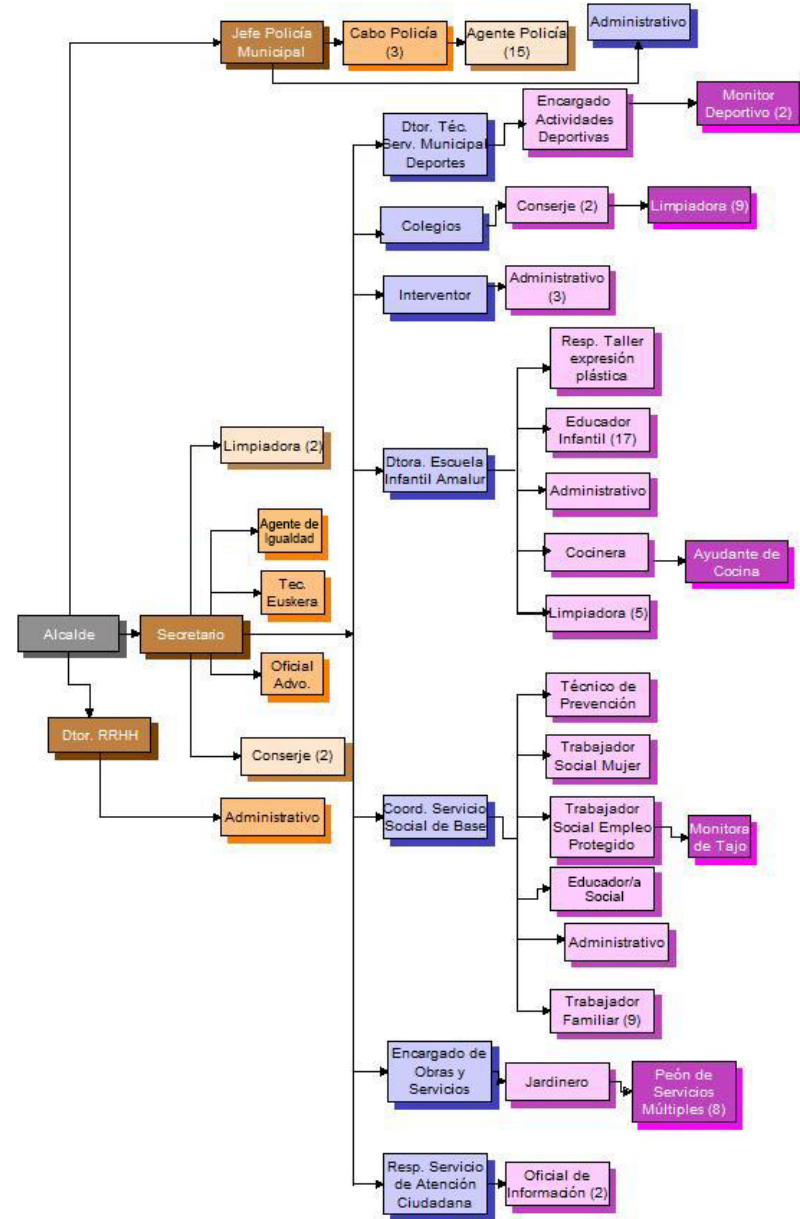 Jefe Policía
Municipal
Cabo Policía
(3)
Agente Policía
(15)
Administrativo
Dtor. Téc.
Serv. Municipal
Deportes
Encargado
Actividades
Deportivas
Monitor
Deportivo (2)
Colegios
Conserje (2)
Limpiadora (9)
Interventor
Administrativo
(3)
Resp. Taller
expresión
plástica
Educador
Infantil (17)
Dtora. Escuela
Infantil Amalur
Administrativo
Cocinera
Ayudante de
Cocina
Limpiadora (5)
Limpiadora (2)
Agente de
Igualdad
Tec.
Euskera
Alcalde
Secretario
Oficial
Advo.
Dtor. RRHH
Conserje (2)
Administrativo
Coord. Servicio
Social de Base
Técnico de
Prevención
Trabajador
Social Mujer
Trabajador
Social Empleo
Protegido
Monitora
de Tajo
Educador/a
Social
Administrativo
Trabajador
Familiar (9)
Encargado de
Obras y
Servicios
Jardinero
Peón de
Servicios
Múltiples (8)
Resp. Servicio
de Atención
Ciudadana
Oficial de
Información (2)